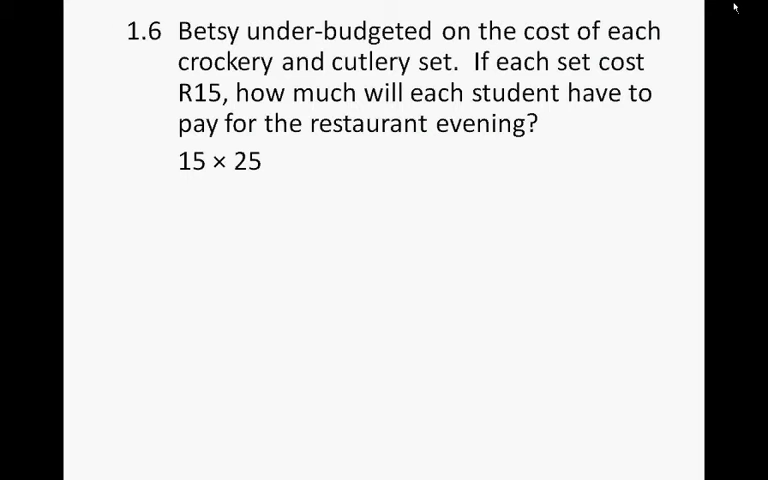 1.6 Betsy under-budgeted on the cost of each
crockery and cutlery set. If each set cost
R15, how much will each student have to
pay for the restaurant evening?
15 × 25